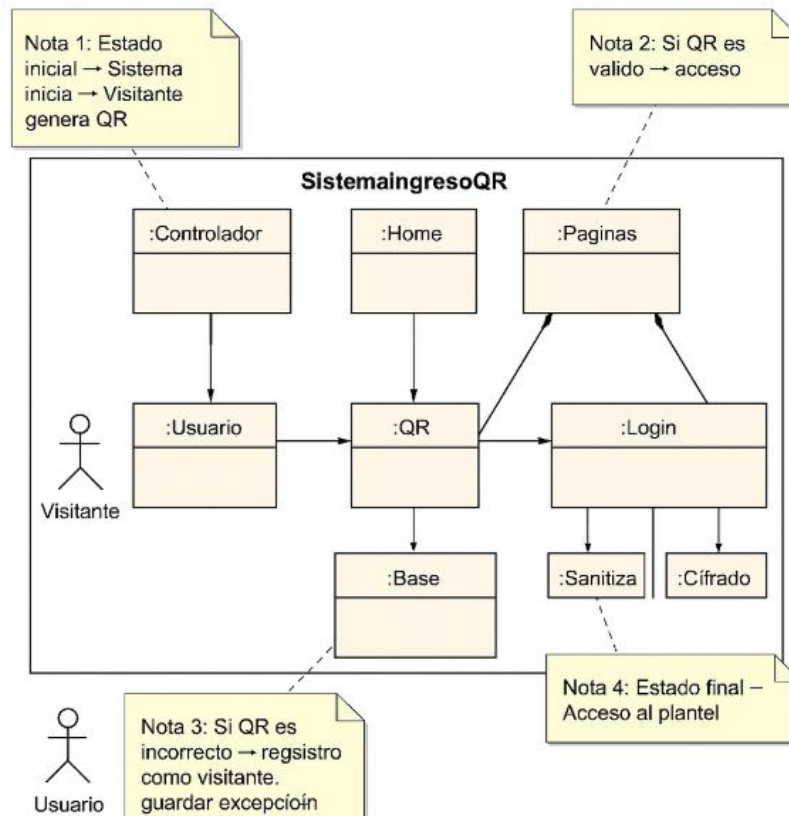 Nota 1: Estado
inicial → Sistema
inicia → Visitante
genera QR
Nota 2: Si QR es
valido → acceso
SistemaingresoQR
:Controlador
:Home
:Paginas
:Usuario
:QR
:Login
Visitante
:Base
:Sanitiza
:Cífrado
Nota 4: Estado final –
Acceso al plantel
Nota 3: Si QR es
incorrecto → regsistro
como visitante.
guardar excepcíoín
Usuario